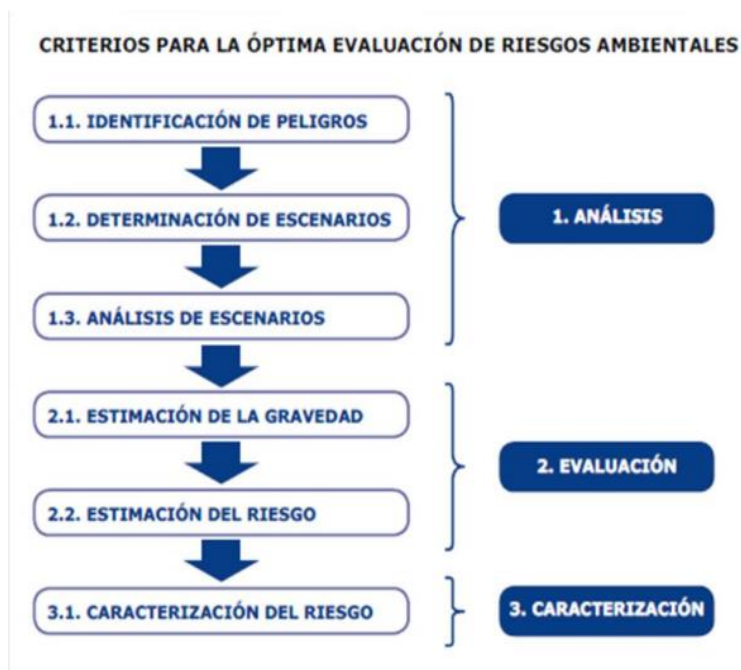 CRITERIOS PARA LA ÓPTIMA EVALUACIÓN DE RIESGOS AMBIENTALES
1.1. IDENTIFICACIÓN DE PELIGROS
1.2. DETERMINACIÓN DE ESCENARIOS
1. ANÁLISIS
1.3. ANÁLISIS DE ESCENARIOS
2.1. ESTIMACIÓN DE LA GRAVEDAD
2. EVALUACIÓN
2.2. ESTIMACIÓN DEL RIESGO
3.1. CARACTERIZACIÓN DEL RIESGO
3. CARACTERIZACIÓN